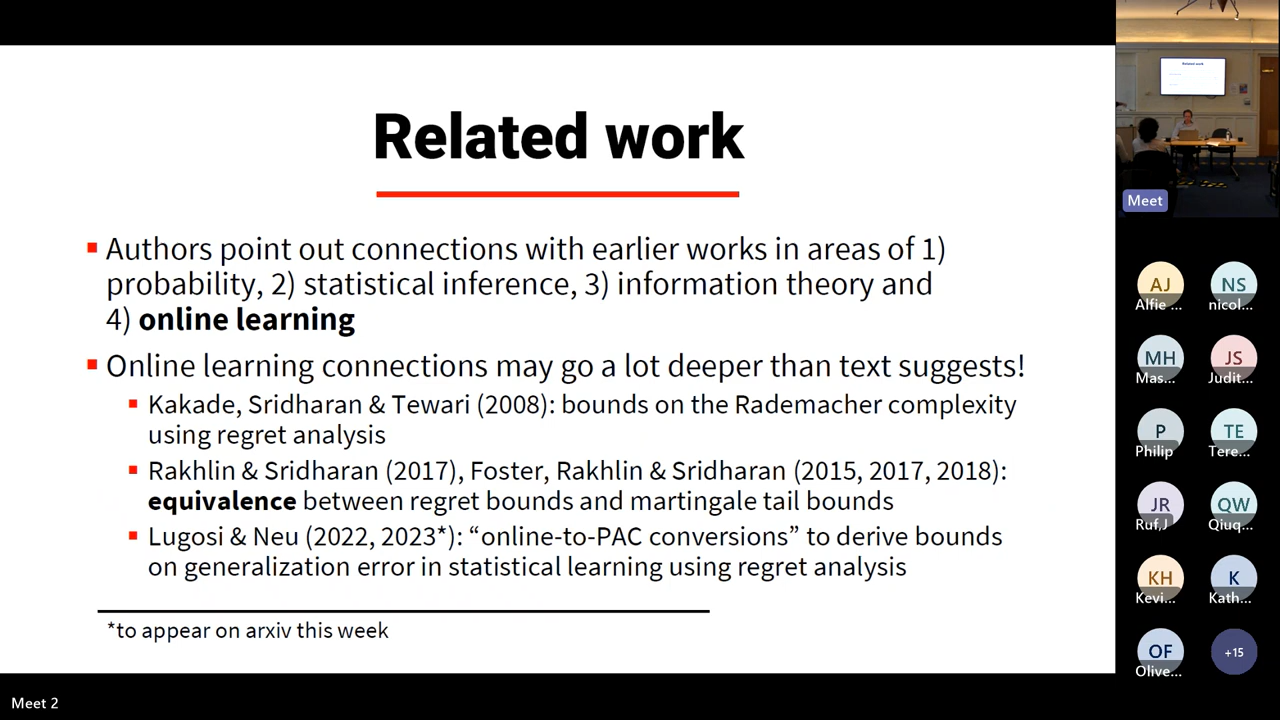 Related work
Authors point out connections with earlier works in areas of 1)
probability, 2) statistical inference, 3) information theory and
4) online learning
Online learning connections may go a lot deeper than text suggests!
Kakade, Sridharan & Tewari (2008): bounds on the Rademacher complexity
using regret analysis
Rakhlin & Sridharan (2017), Foster, Rakhlin & Sridharan (2015, 2017, 2018):
equivalence between regret bounds and martingale tail bounds
Lugosi & Neu (2022, 2023*): “online-to-PAC conversions” to derive bounds
on generalization error in statistical learning using regret analysis
*to appear on arxiv this week
Meet 2
Related work
Meet
AJ
Alfie ...
NS
nicol...
MH
Mas...
JS
Judit...
P
Philip
TE
Tere...
JR
Ruf,J
QW
Qiuq...
KH
Kevi...
K
Kath...
OF
Olive...
+15